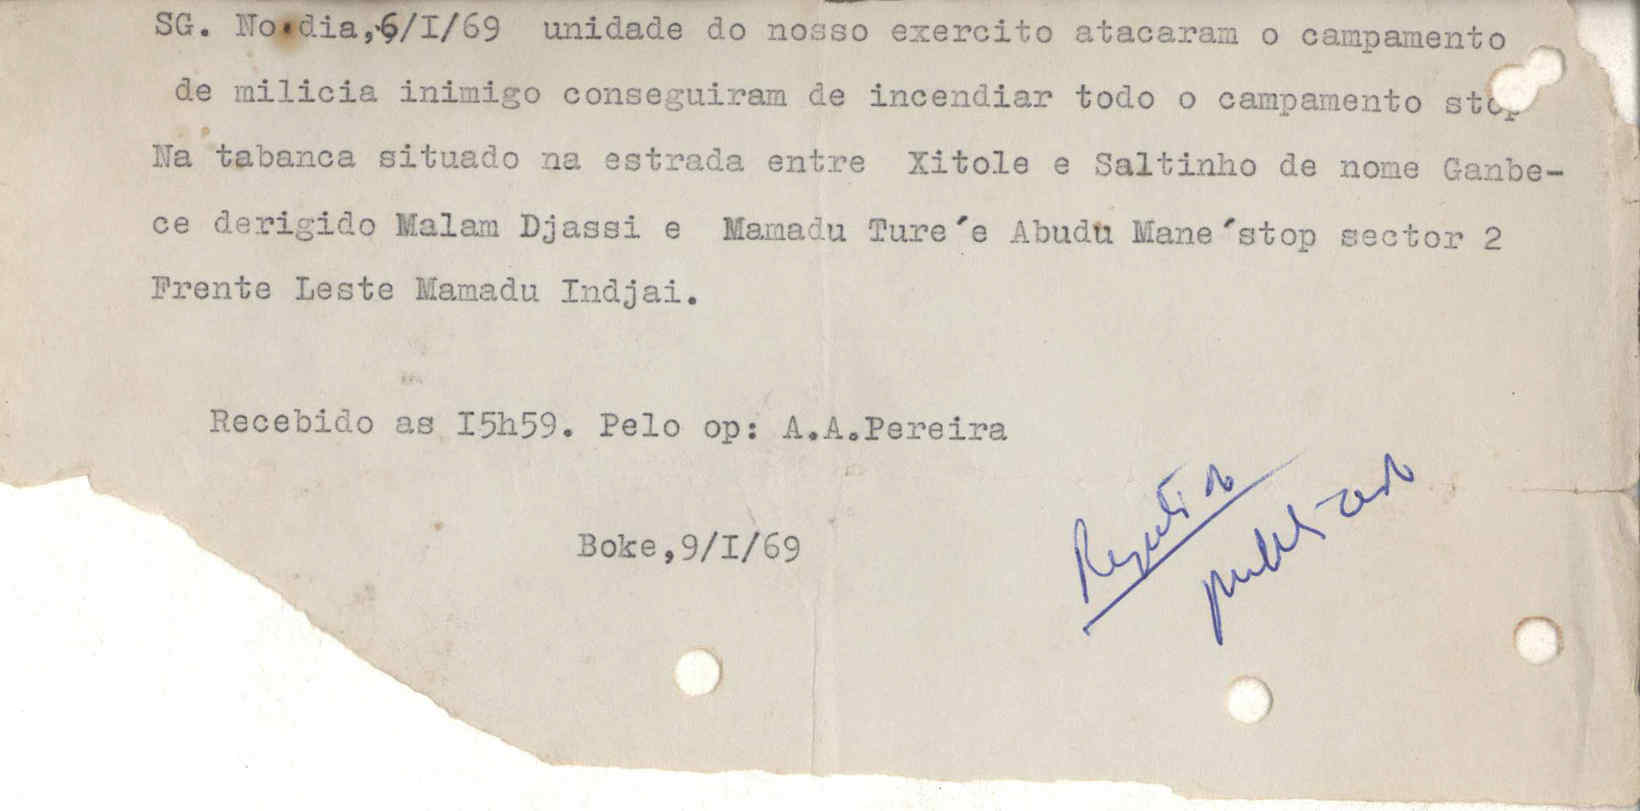 SG. No dia,6/I/69 unidade do nosso exercito atacaram o campamento
de milicia inimigo conseguiram de incendiar todo o campamento stop
Na tabanca situado na estrada entre Xitole e Saltinho de nome Ganbe-
ce derigido Malam Djassi e Mamadu Ture´e Abudu Mane´stop sector 2
Frente Leste Mamadu Indjai.
Recebido as I5h59. Pelo op: A.A.Pereira
Boke,9/I/69